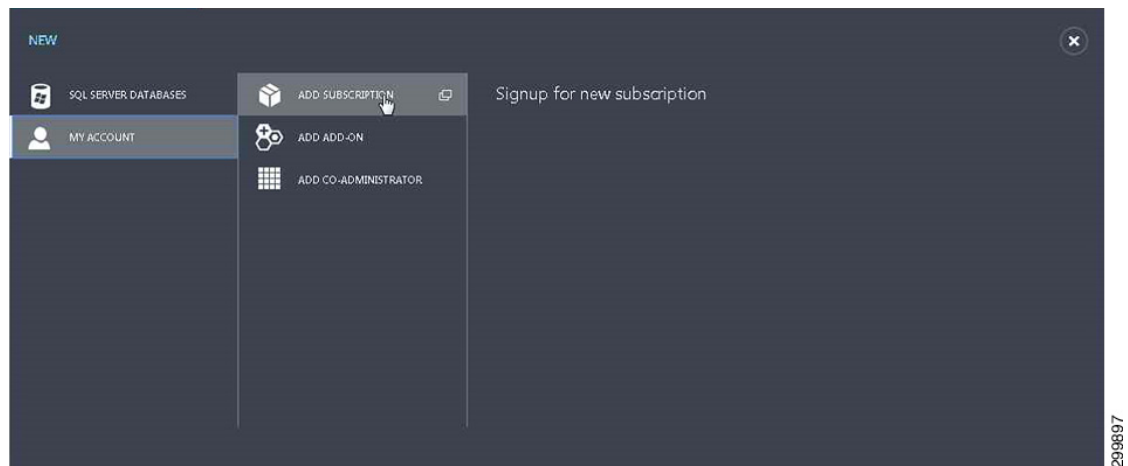 NEW
SQL SERVER DATABASES
MY ACCOUNT
ADD SUBSCRIPTION
ADD ADD-ON
ADD CO-ADMINISTRATOR
Signup for new subscription
299897